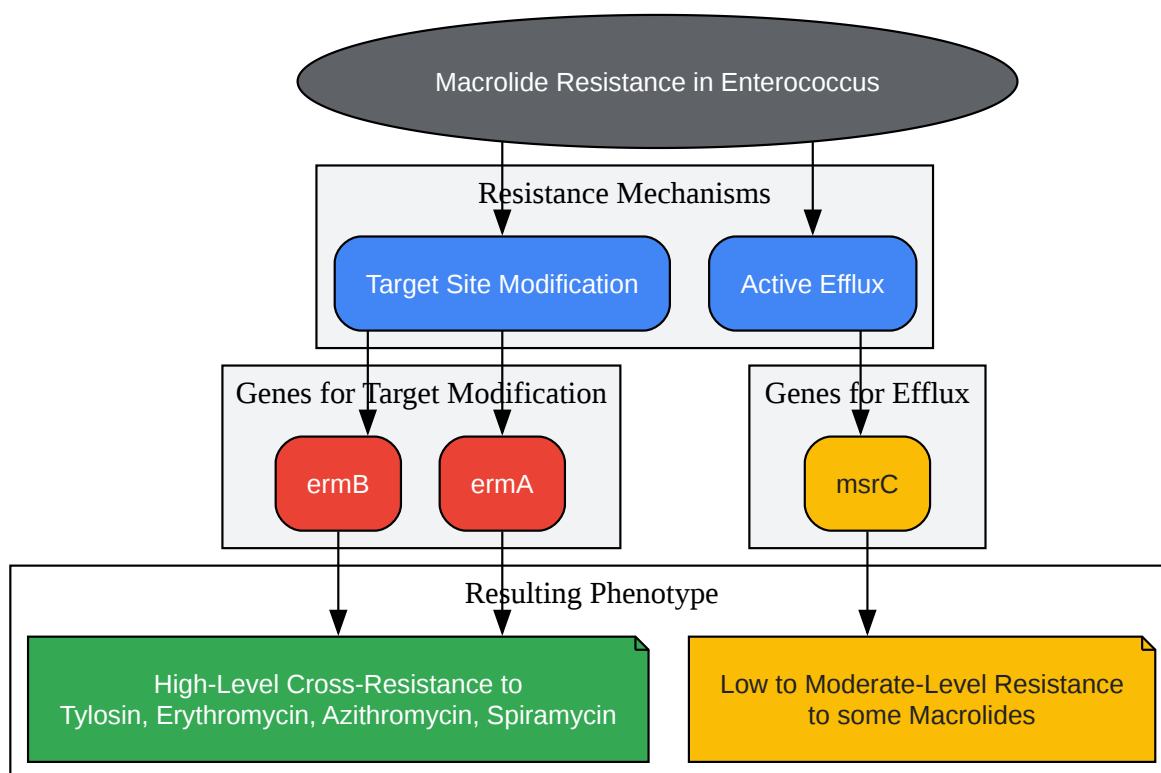 Macrolide Resistance in Enterococcus
Resistance Mechanisms
Target Site Modification
Active Efflux
Genes for Target Modification
Genes for Efflux
ermB
ermA
msrC
Resulting Phenotype
High-Level Cross-Resistance to
Tylosin, Erythromycin, Azithromycin, Spiramycin
Low to Moderate-Level Resistance
to some Macrolides